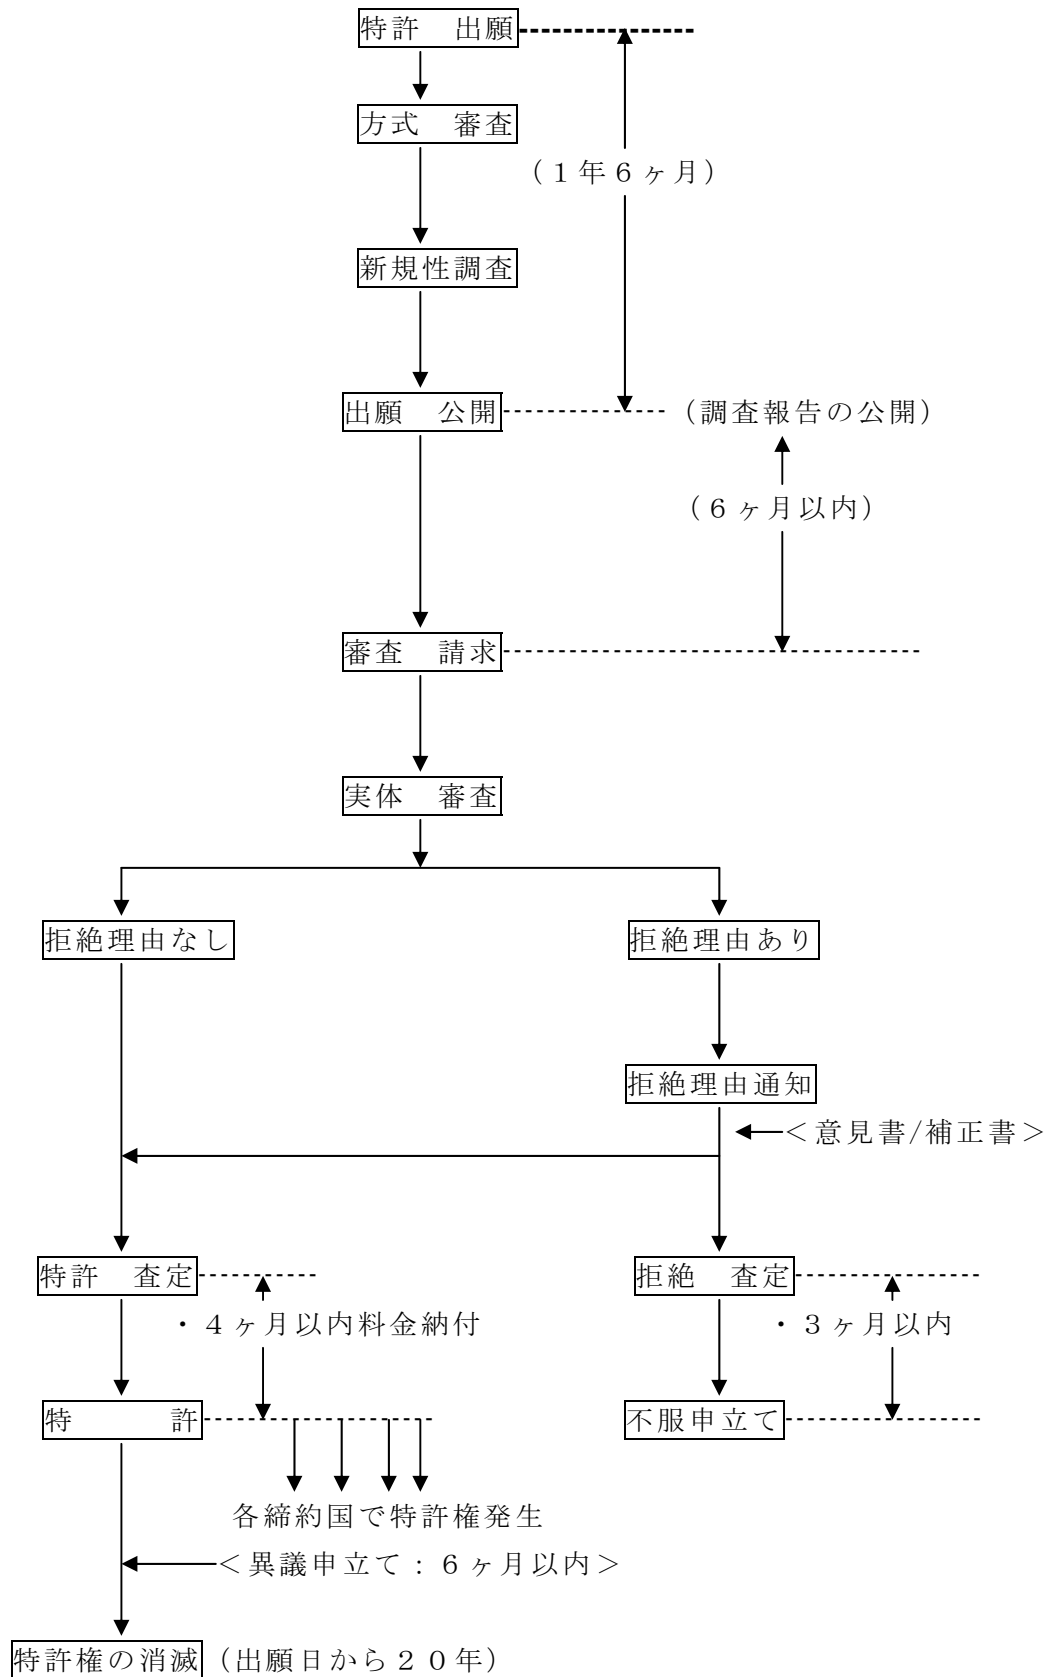 特許　出願
方式　審査
（１年６ヶ月）
新規性調査
出願　公開
（調査報告の公開）
（６ヶ月以内）
審査　請求
実体　審査
拒絶理由なし
拒絶理由あり
拒絶理由通知
＜意見書/補正書＞
特許　査定
拒絶　査定
・４ヶ月以内料金納付
・３ヶ月以内
特　　　許
不服申立て
各締約国で特許権発生
＜異議申立て：６ヶ月以内＞
特許権の消滅（出願日から２０年）